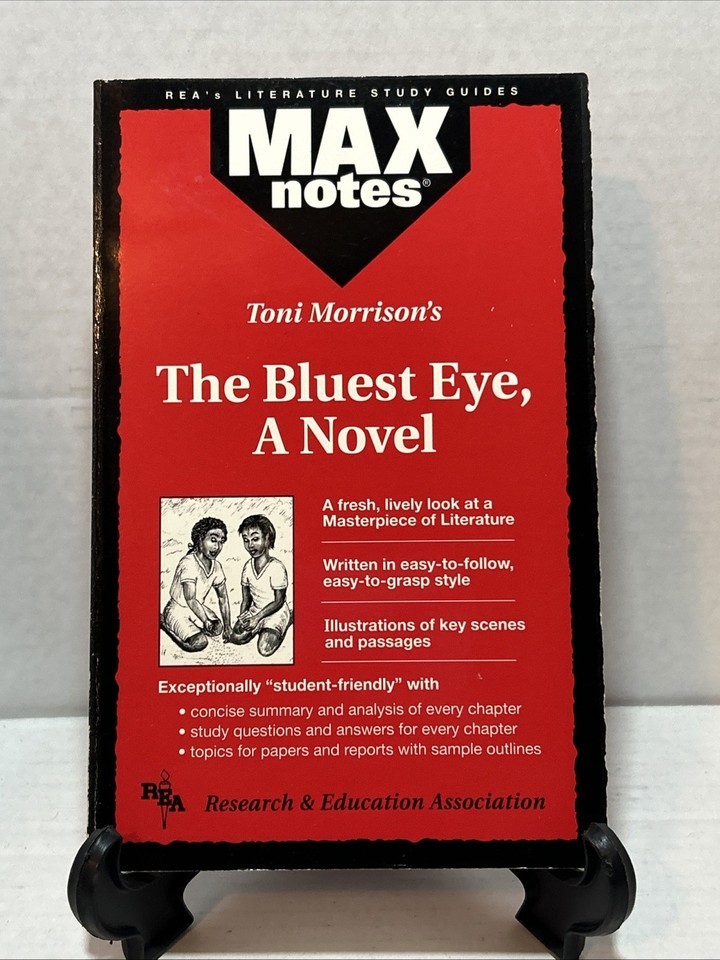 REA's LITERATURE STUDY GUIDES
MAX
notes®
Toni Morrison's
The Bluest Eye,
A Novel
A fresh, lively look at a
Masterpiece of Literature
Written in easy-to-follow,
easy-to-grasp style
Illustrations of key scenes
and passages
Exceptionally “student-friendly” with
• concise summary and analysis of every chapter
• study questions and answers for every chapter
• topics for papers and reports with sample outlines
REA
Research & Education Association